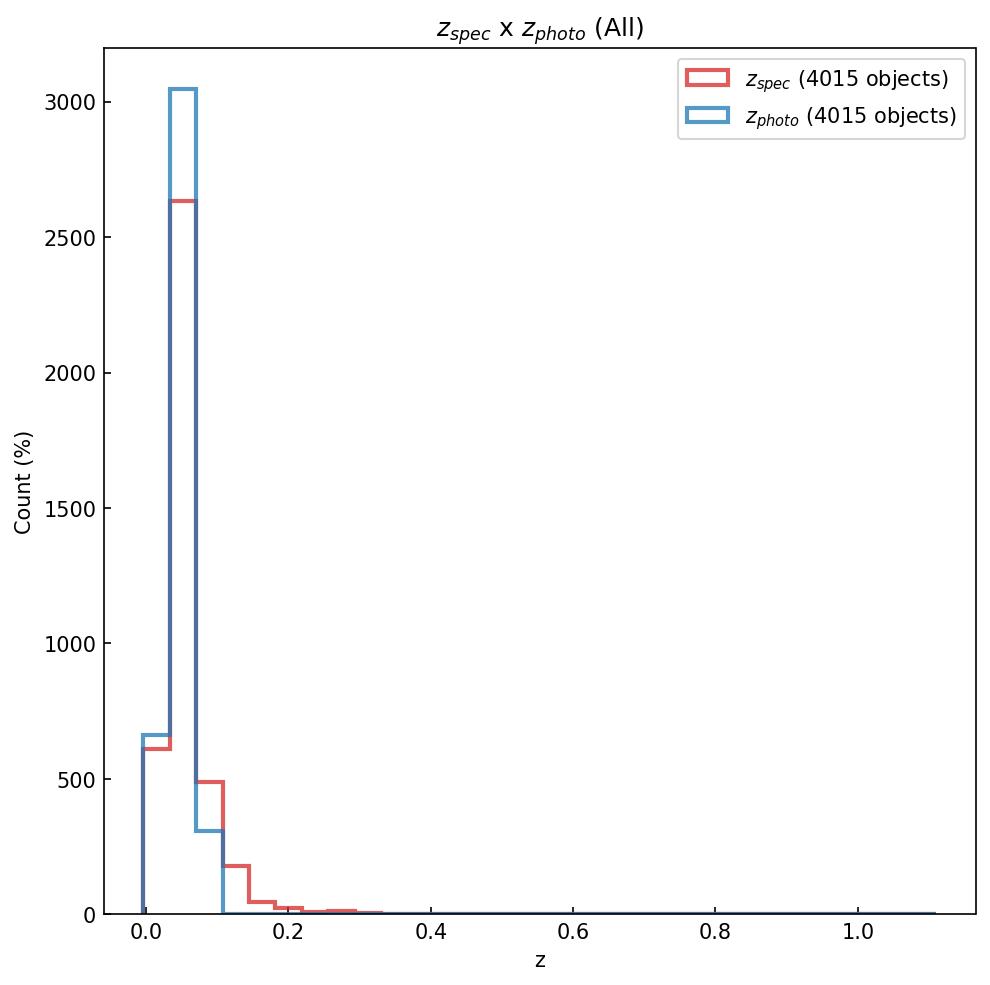 z_spec x z_photo (All)
z_spec (4015 objects)
z_photo (4015 objects)
Count (%)
3000
2500
2000
1500
1000
500
0
0.0 0.2 0.4 0.6 0.8 1.0
z